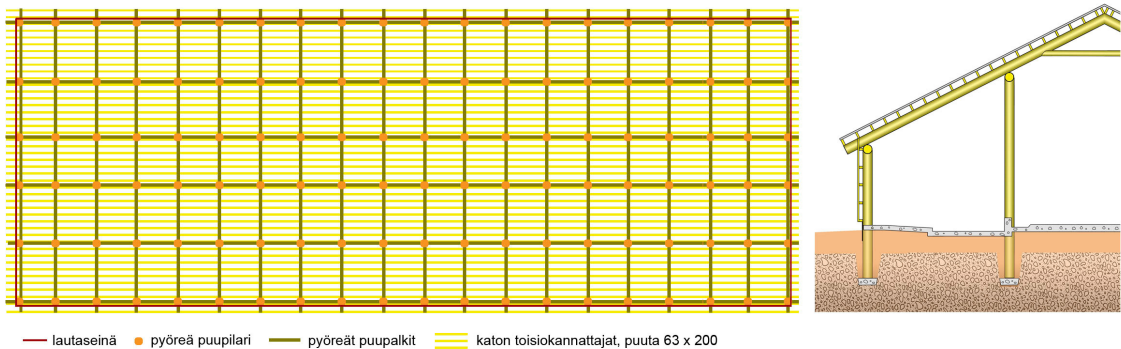 lautaseinä pyöreä puupilari pyöreät puupalkit katon toisiokannattajat, puuta 63 x 200